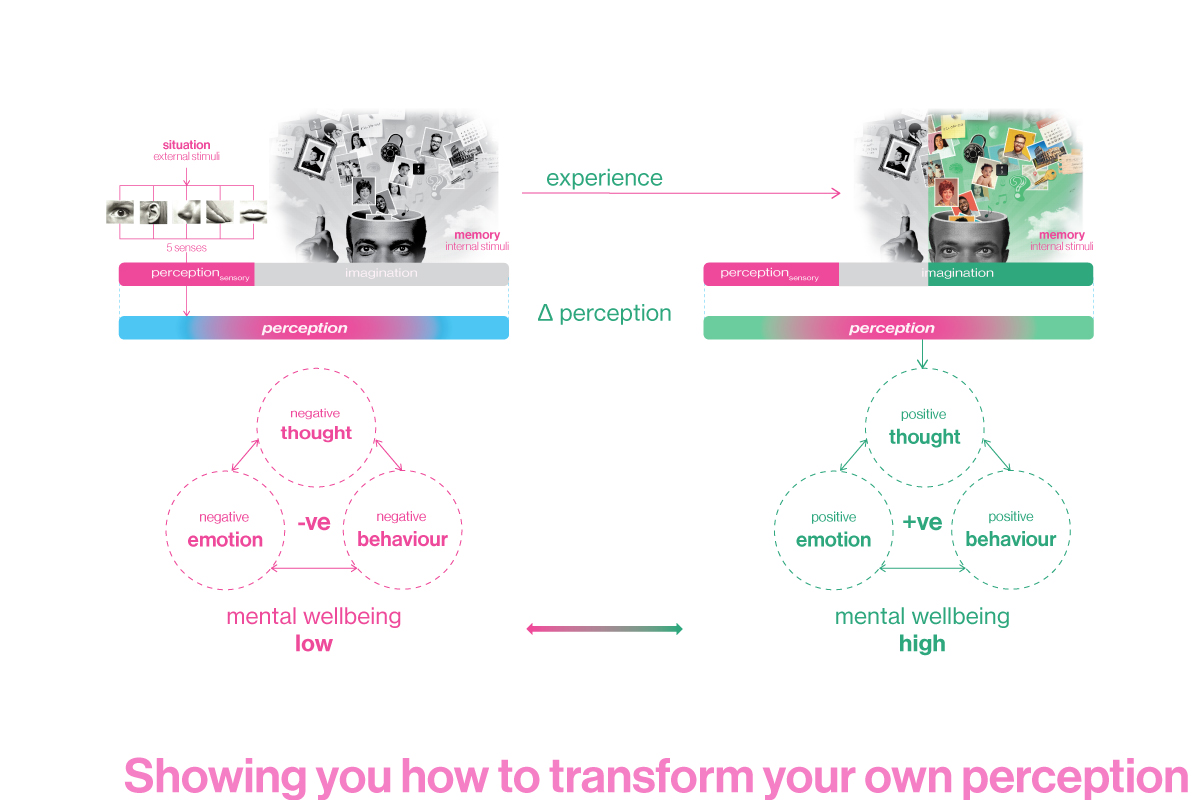 situation
external stimuli
5 senses
memory
internal stimuli
perception sensory
imagination
perception
negative
thought
negative
emotion
-ve
negative
behaviour
mental wellbeing
low
experience
Δ perception
memory
internal stimuli
perception sensory
imagination
perception
positive
thought
positive
emotion
+ve
positive
behaviour
mental wellbeing
high
Showing you how to transform your own perception